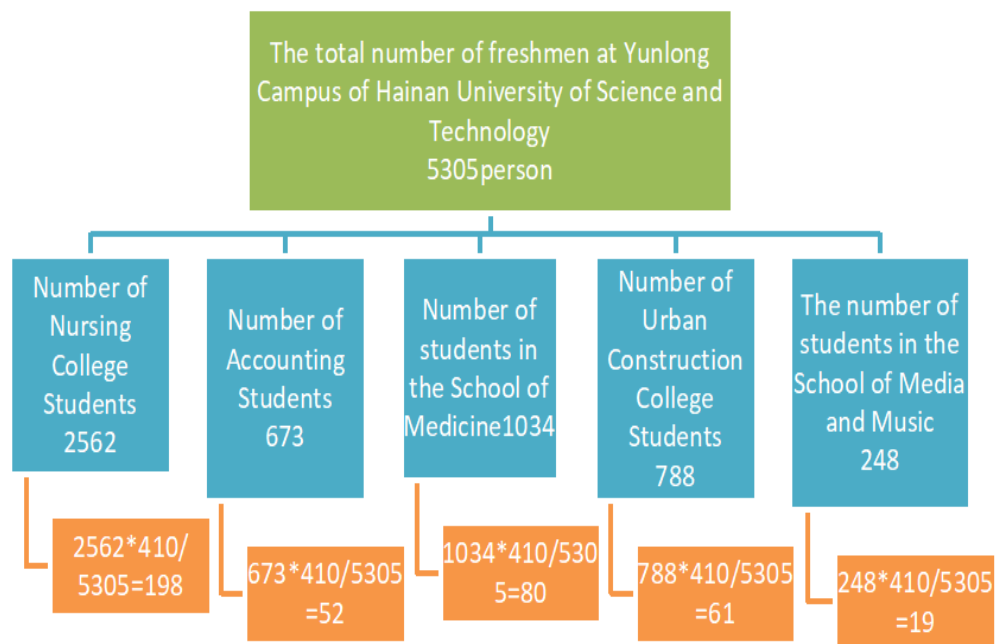 The total number of freshmen at Yunlong
Campus of Hainan University of Science and
Technology
5305person
Number of
Nursing
College
Students
2562
Number of
Accounting
Students
673
Number of
students in
the School of
Medicine1034
Number of
Urban
Construction
College
Students
788
The number of
students in the
School of Media
and Music
248
2562*410/
5305=198
673*410/5305
=52
1034*410/530
5=80
788*410/5305
=61
248*410/5305
=19